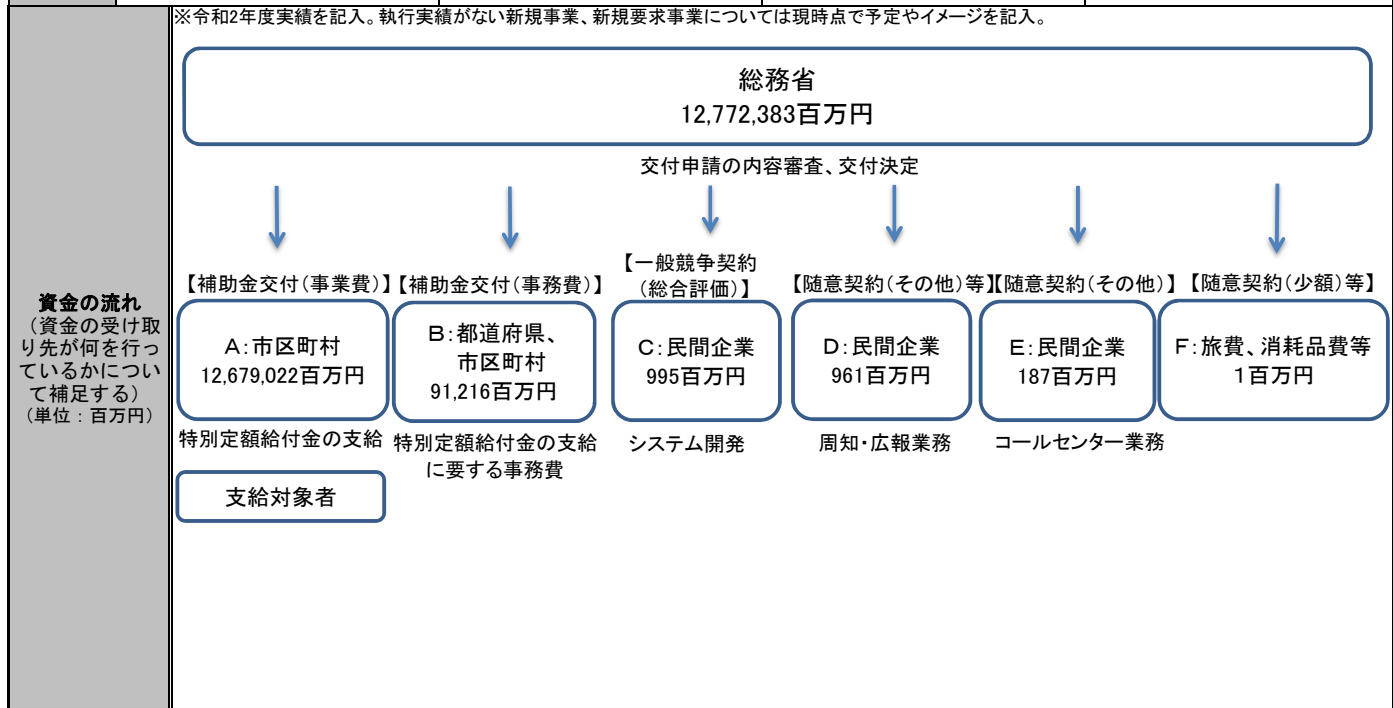 ※令和2年度実績を記入。執行実績がない新規事業、新規要求事業については現時点で予定やイメージを記入。
資金の流れ
（資金の受け取
り先が何を行っ
ているかについ
て補足する）
（単位：百万円）
総務省
12,772,383百万円
交付申請の内容審査、交付決定
【補助金交付（事業費）】
A：市区町村
12,679,022百万円
特別定額給付金の支給
支給対象者
【補助金交付（事務費）】
B：都道府県、
市区町村
91,216百万円
特別定額給付金の支給
に要する事務費
【一般競争契約
（総合評価）】
C：民間企業
995百万円
システム開発
【随意契約（その他）等】
D：民間企業
961百万円
周知・広報業務
【随意契約（その他）】
E：民間企業
187百万円
コールセンター業務
【随意契約（少額）等】
F：旅費、消耗品費等
1百万円